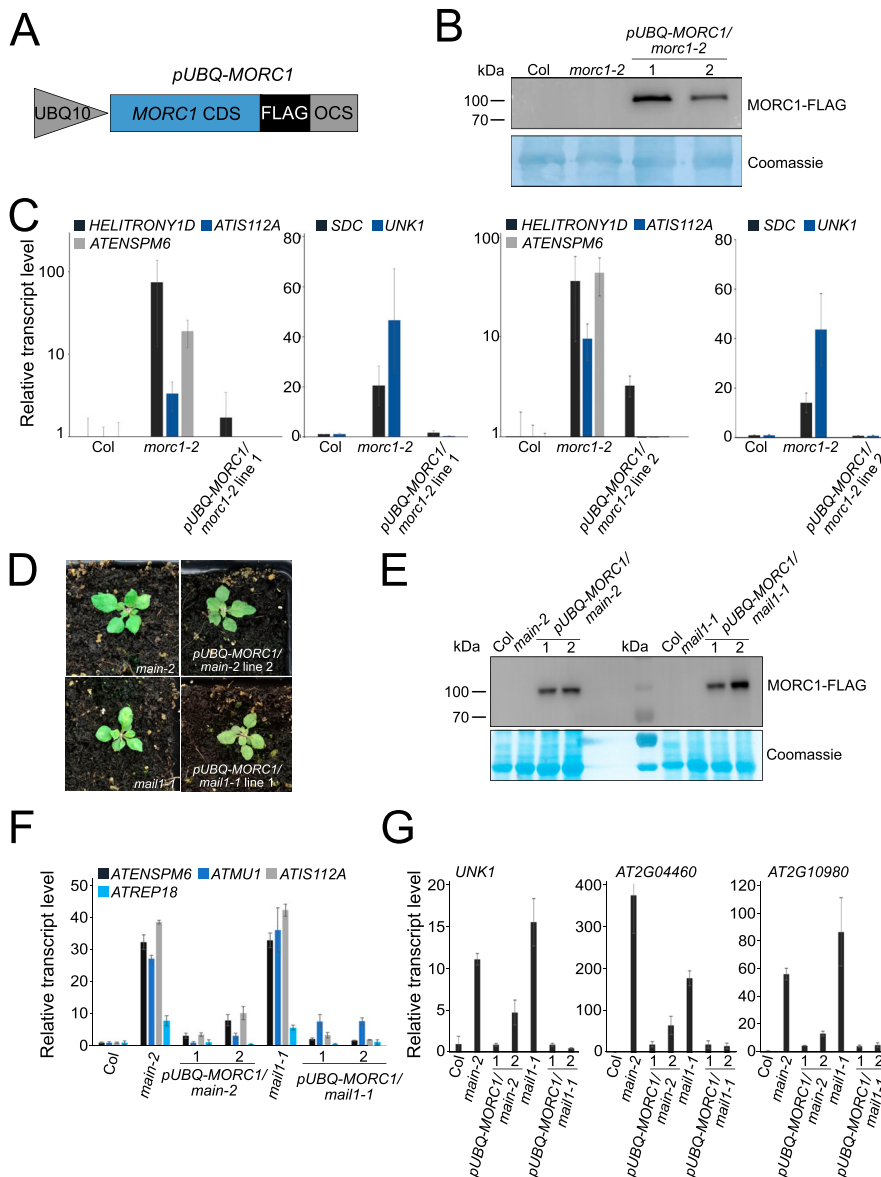 A
pUBQ-MORC1
UBQ10 MORC1 CDS FLAG OCS
B
pUBQ-MORC1/
morc1-2
kDa Col morc1-2 1 2
100
70
MORC1-FLAG
Coomassie
C
Relative transcript level
HELITRONY1D ATIS112A
ATENSPM6
100
10
1
Col
morc1-2
pUBQ-MORC1/
morc1-2 line 1
SDC UNK1
80
60
40
20
0
Col
morc1-2
pUBQ-MORC1/
morc1-2 line 1
HELITRONY1D ATIS112A
ATENSPM6
100
10
1
Col
morc1-2
pUBQ-MORC1/
morc1-2 line 2
SDC UNK1
80
60
40
20
0
Col
morc1-2
pUBQ-MORC1/
morc1-2 line 2
D
main-2
pUBQ-MORC1/
main-2 line 2
mail1-1
pUBQ-MORC1/
mail1-1 line 1
E
kDa
Col
main-2
pUBQ-MORC1/
main-2
1 2
kDa
Col
mail1-1
pUBQ-MORC1/
mail1-1
1 2
100
70
MORC1-FLAG
Coomassie
F
Relative transcript level
ATENSPM6 ATMU1 ATIS112A
ATREP18
50
40
30
20
10
0
Col
main-2
1 2
pUBQ-MORC1/
main-2
mail1-1
1 2
pUBQ-MORC1/
mail1-1
G
Relative transcript level
UNK1
20
15
10
5
0
Col
main-2
1 2
pUBQ-MORC1/
main-2
mail1-1
1 2
pUBQ-MORC1/
mail1-1
AT2G04460
400
300
200
100
0
Col
main-2
1 2
pUBQ-MORC1/
main-2
mail1-1
1 2
pUBQ-MORC1/
mail1-1
AT2G10980
120
100
80
60
40
20
0
Col
main-2
1 2
pUBQ-MORC1/
main-2
mail1-1
1 2
pUBQ-MORC1/
mail1-1